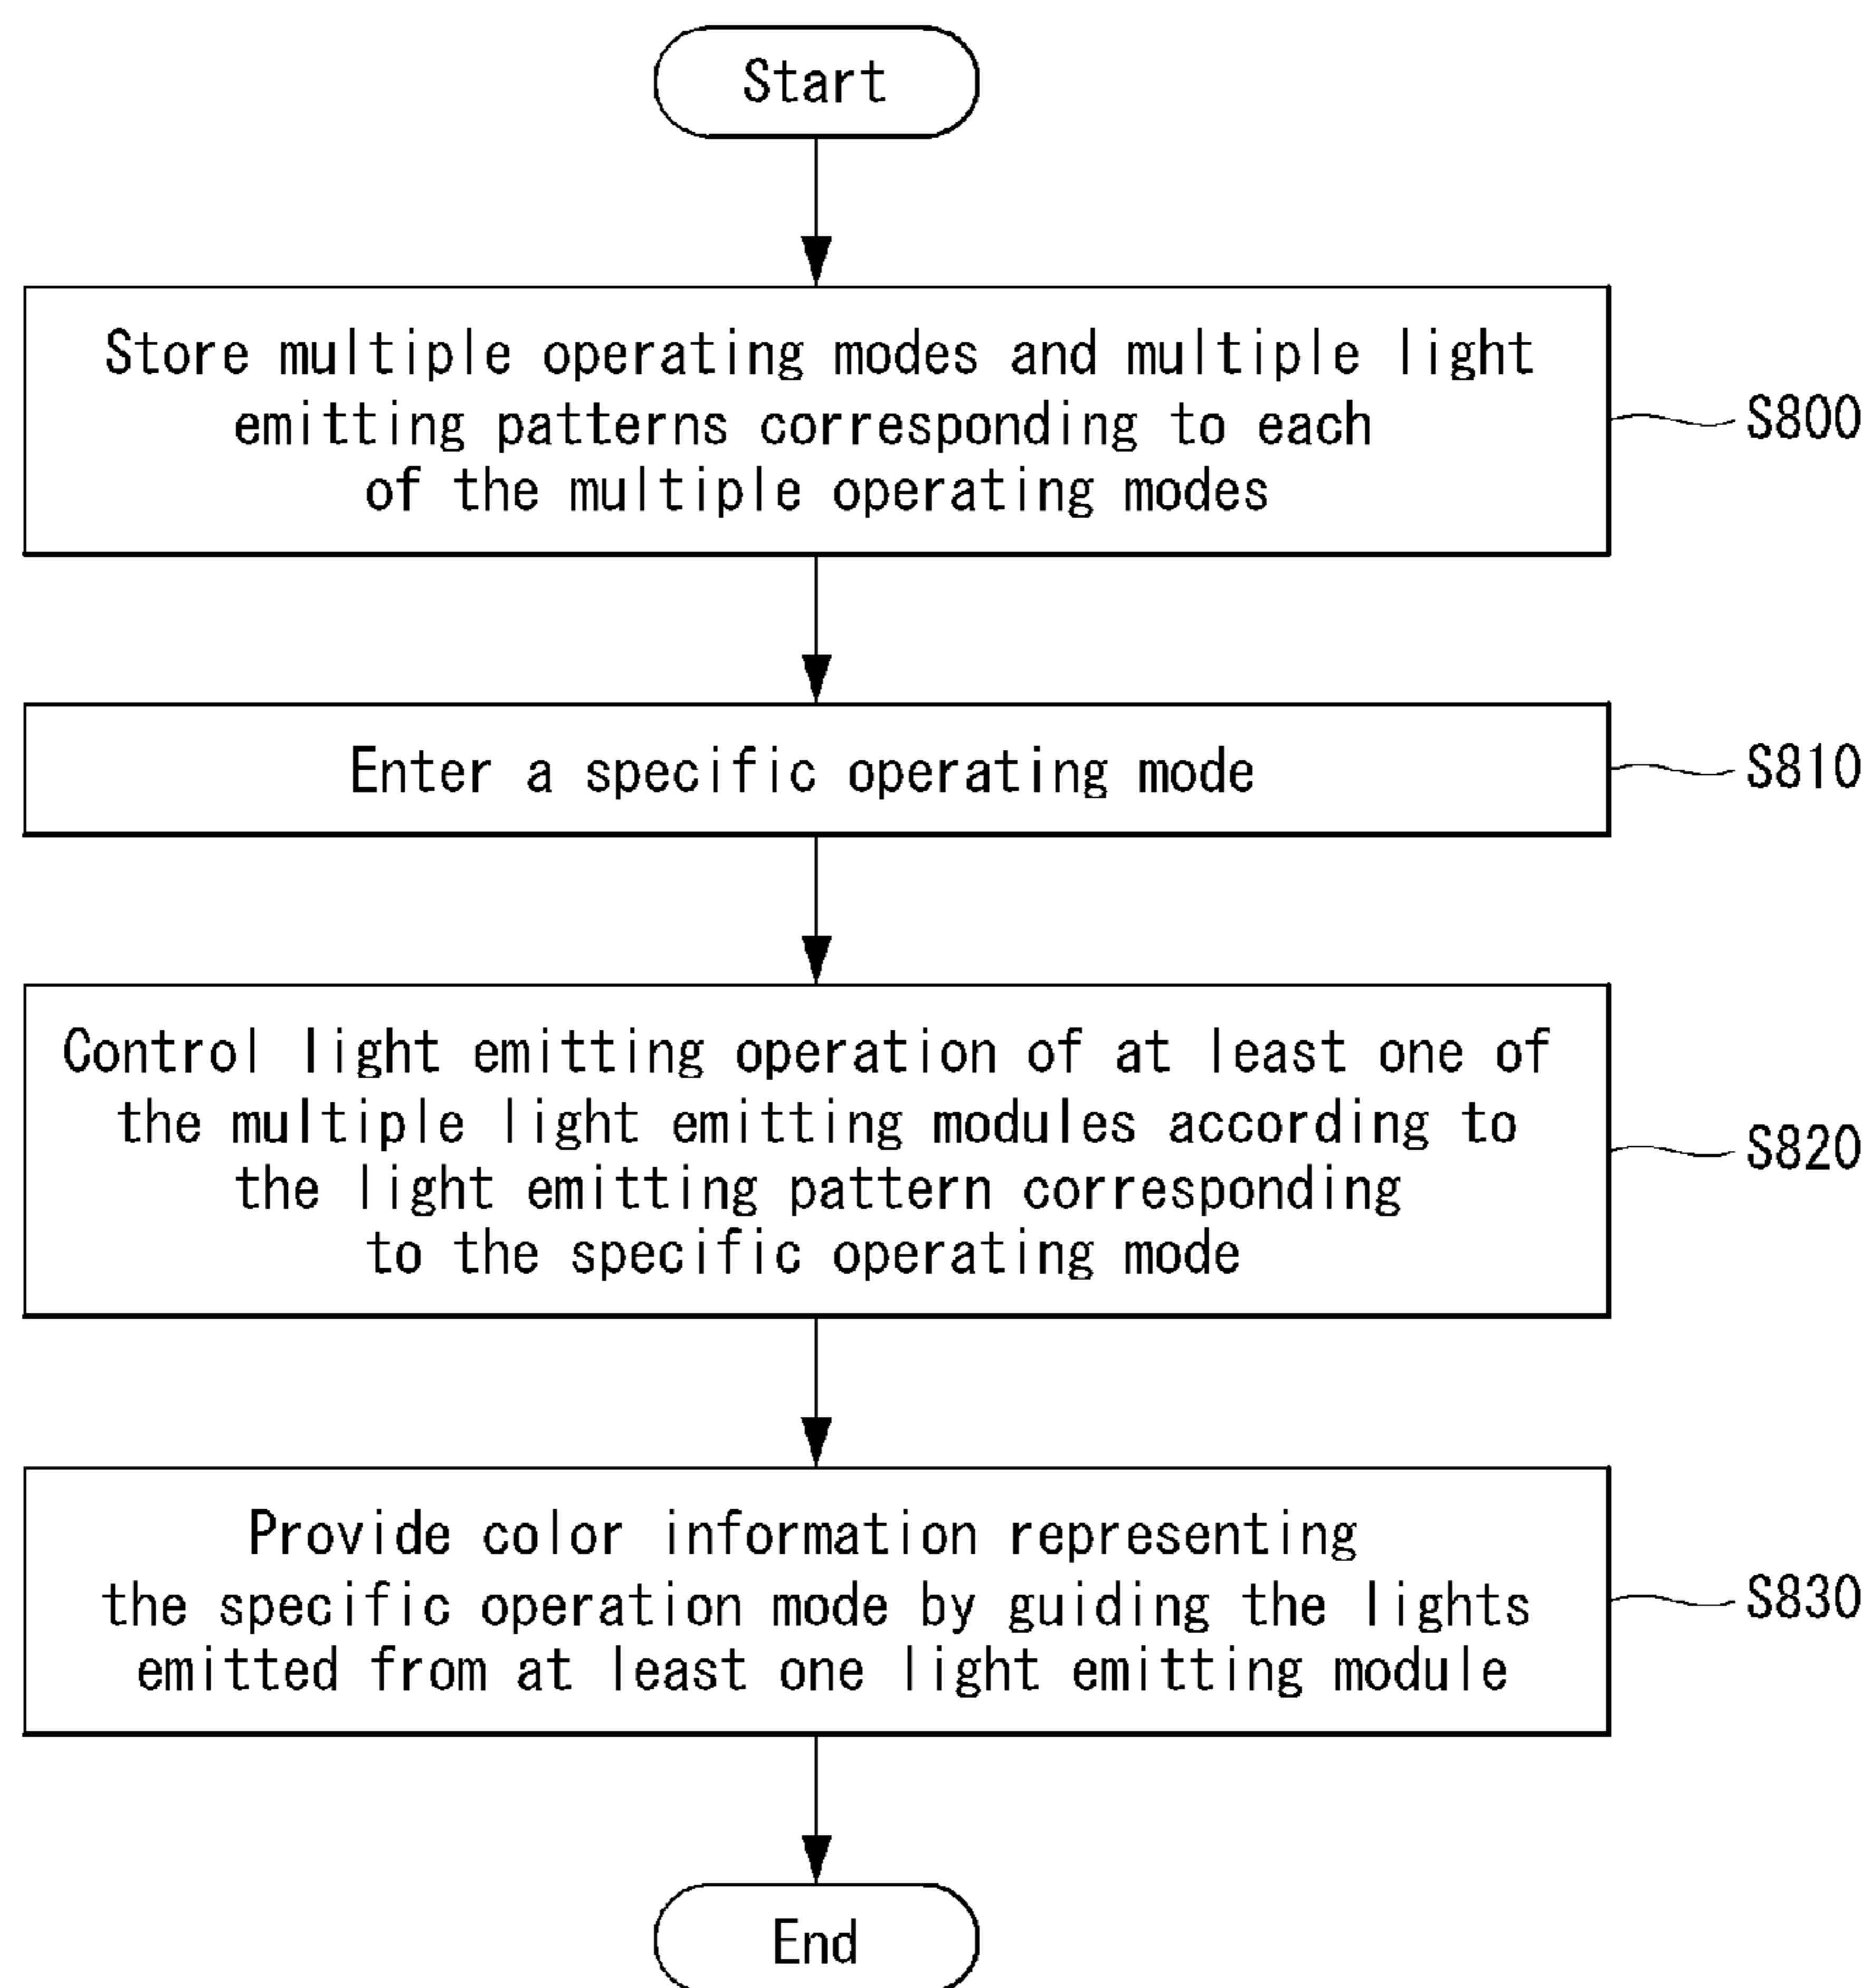 Start
Store multiple operating modes and multiple light
emitting patterns corresponding to each
of the multiple operating modes
S800
Enter a specific operating mode
S810
Control light emitting operation of at least one of
the multiple light emitting modules according to
the light emitting pattern corresponding
to the specific operating mode
S820
Provide color information representing
the specific operation mode by guiding the lights
emitted from at least one light emitting module
S830
End